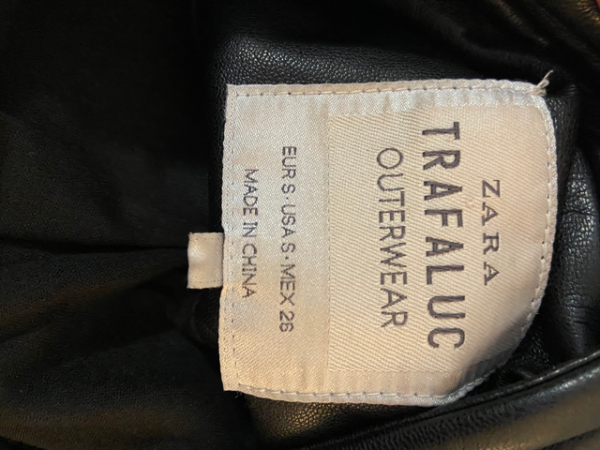 ZARA
TRAFALUC
OUTERWEAR
EUR S · USA S · MEX 26
MADE IN CHINA